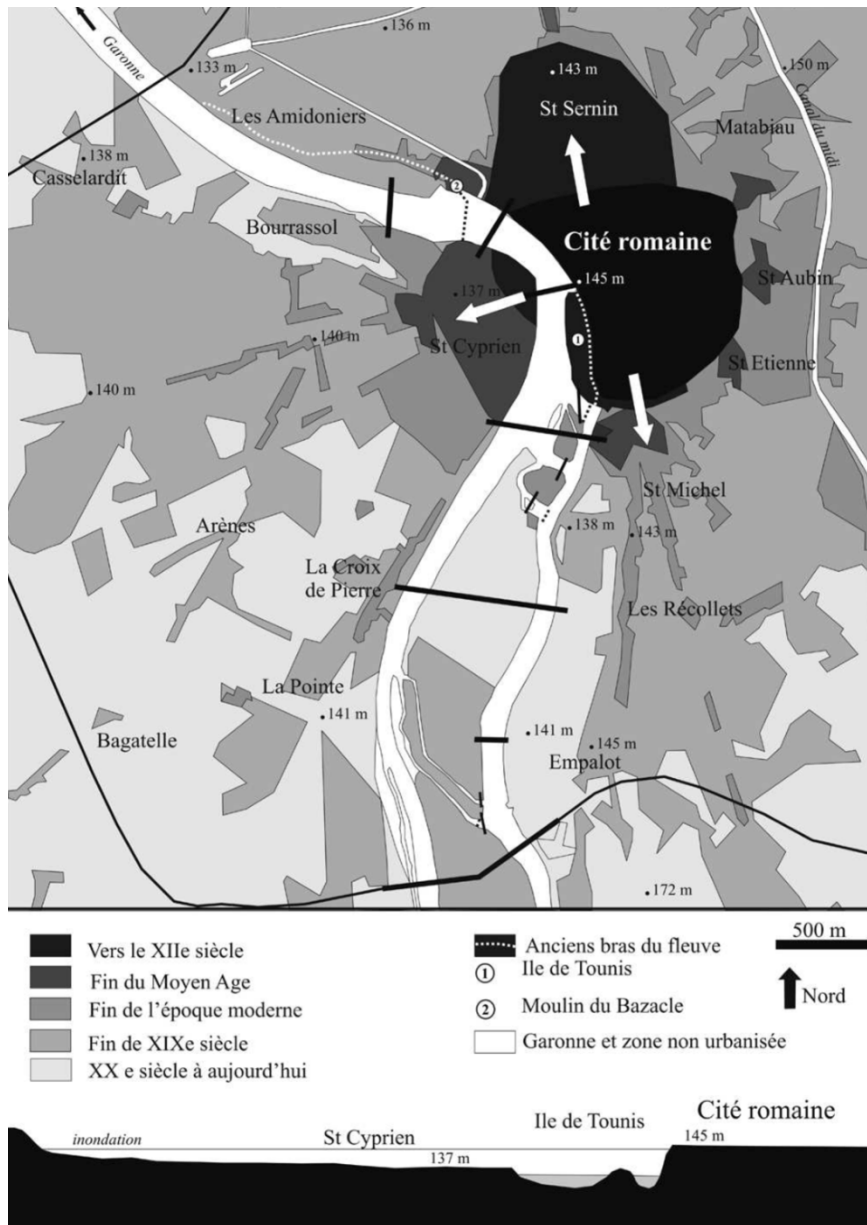 Garonne
136 m
133 m
Les Amidoniers
143 m
St Sernin
150 m
Matabiau
Canal du midi
138 m
Casselardit
②
Bourrassol
Cité romaine
145 m
137 m
St Aubin
①
St Cyprien
140 m
St Etienne
140 m
St Michel
Arènes
138 m
143 m
La Croix
de Pierre
Les Récollets
La Pointe
141 m
Bagatelle
141 m
145 m
Empalot
172 m
Vers le XIIe siècle
Fin du Moyen Age
Fin de l'époque moderne
Fin de XIXe siècle
XX e siècle à aujourd'hui
Anciens bras du fleuve
① Ile de Tounis
② Moulin du Bazacle
Garonne et zone non urbanisée
500 m
Nord
inondation
St Cyprien
137 m
Ile de Tounis
Cité romaine
145 m